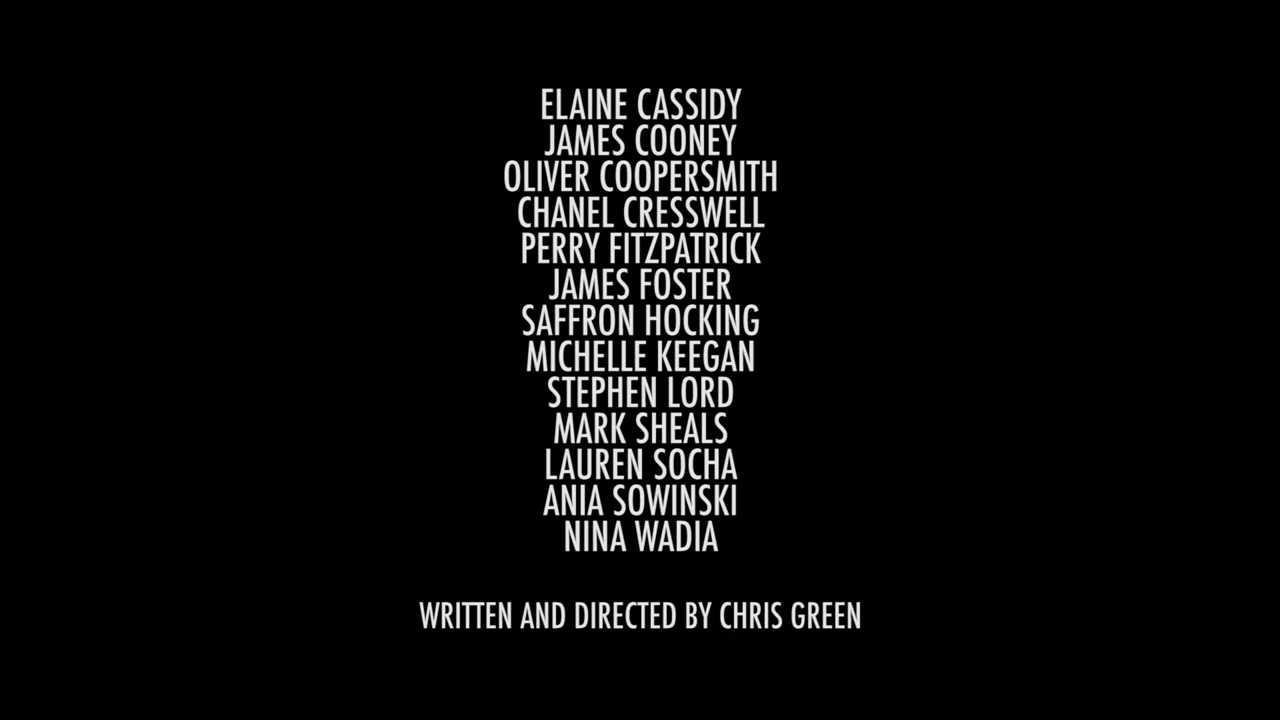 ELAINE CASSIDY
JAMES COONEY
OLIVER COOPERSMITH
CHANEL CRESSWELL
PERRY FITZPATRICK
JAMES FOSTER
SAFFRON HOCKING
MICHELLE KEEGAN
STEPHEN LORD
MARK SHEALS
LAUREN SOCHA
ANIA SOWINSKI
NINA WADIA
WRITTEN AND DIRECTED BY CHRIS GREEN